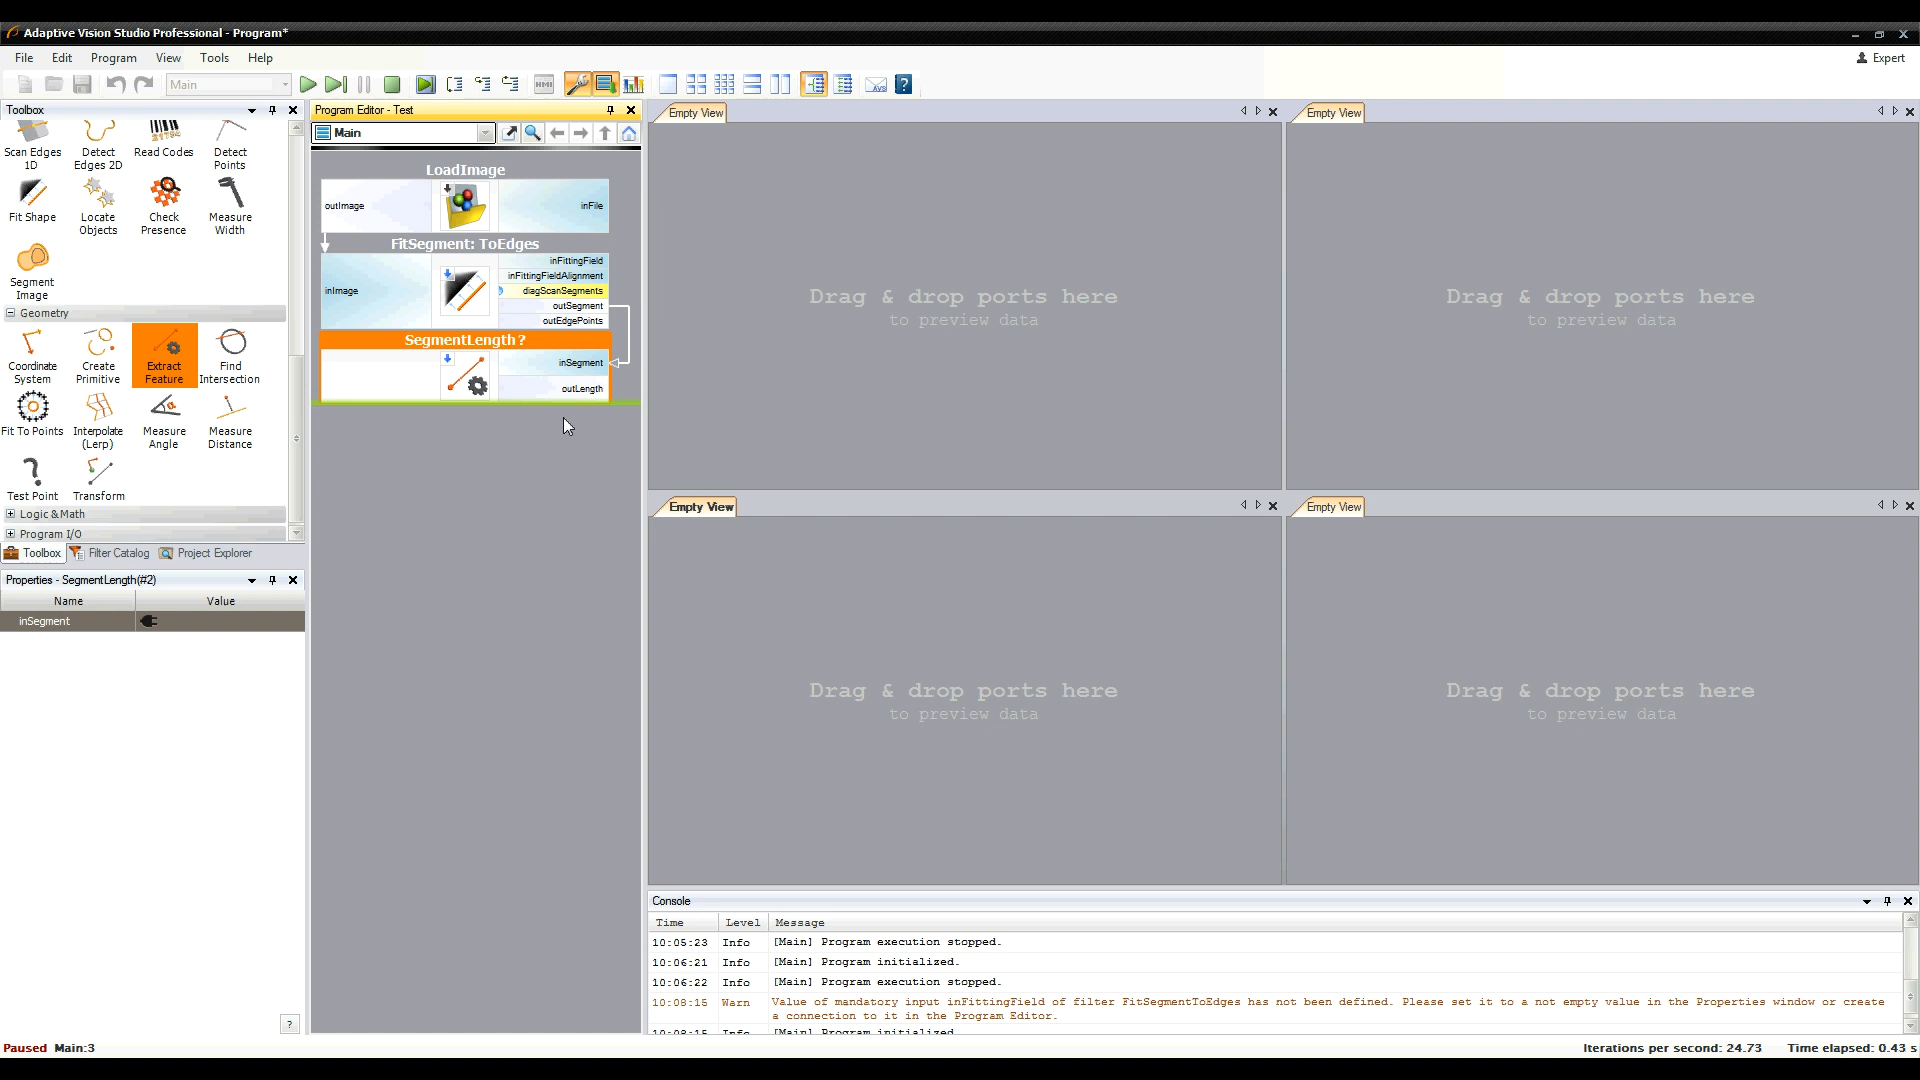 Adaptive Vision Studio Professional - Program*
File Edit Program View Tools Help
Expert
Main
HMI
AVS
?
Toolbox
Scan Edges 1D
Detect Edges 2D
Read Codes
Detect Points
Fit Shape
Locate Objects
Check Presence
Measure Width
Segment Image
Geometry
Coordinate System
Create Primitive
Extract Feature
Find Intersection
Fit To Points
Interpolate (Lerp)
Measure Angle
Measure Distance
Test Point
Transform
Logic & Math
Program I/O
Toolbox Filter Catalog Project Explorer
Properties - SegmentLength(#2)
Name Value
inSegment
?
Program Editor - Test
Main
LoadImage
outImage inFile
FitSegment: ToEdges
inImage
inFittingField
inFittingFieldAlignment
diagScanSegments
outSegment
outEdgePoints
SegmentLength ?
inSegment
outLength
Empty View
Drag & drop ports here
to preview data
Empty View
Drag & drop ports here
to preview data
Empty View
Drag & drop ports here
to preview data
Empty View
Drag & drop ports here
to preview data
Console
Time Level Message
10:05:23 Info [Main] Program execution stopped.
10:06:21 Info [Main] Program initialized.
10:06:22 Info [Main] Program execution stopped.
10:08:15 Warn Value of mandatory input inFittingField of filter FitSegmentToEdges has not been defined. Please set it to a not empty value in the Properties window or create
a connection to it in the Program Editor.
10:08:15 Info [Main] Program initialized.
Paused Main:3
Iterations per second: 24.73 Time elapsed: 0.43 s